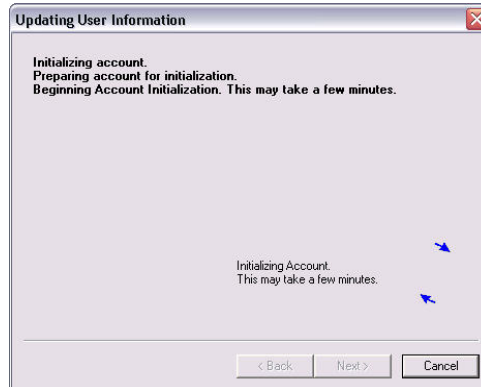 Updating User Information
Initializing account.
Preparing account for initialization.
Beginning Account Initialization. This may take a few minutes.
Initializing Account.
This may take a few minutes.
< Back
Next >
Cancel